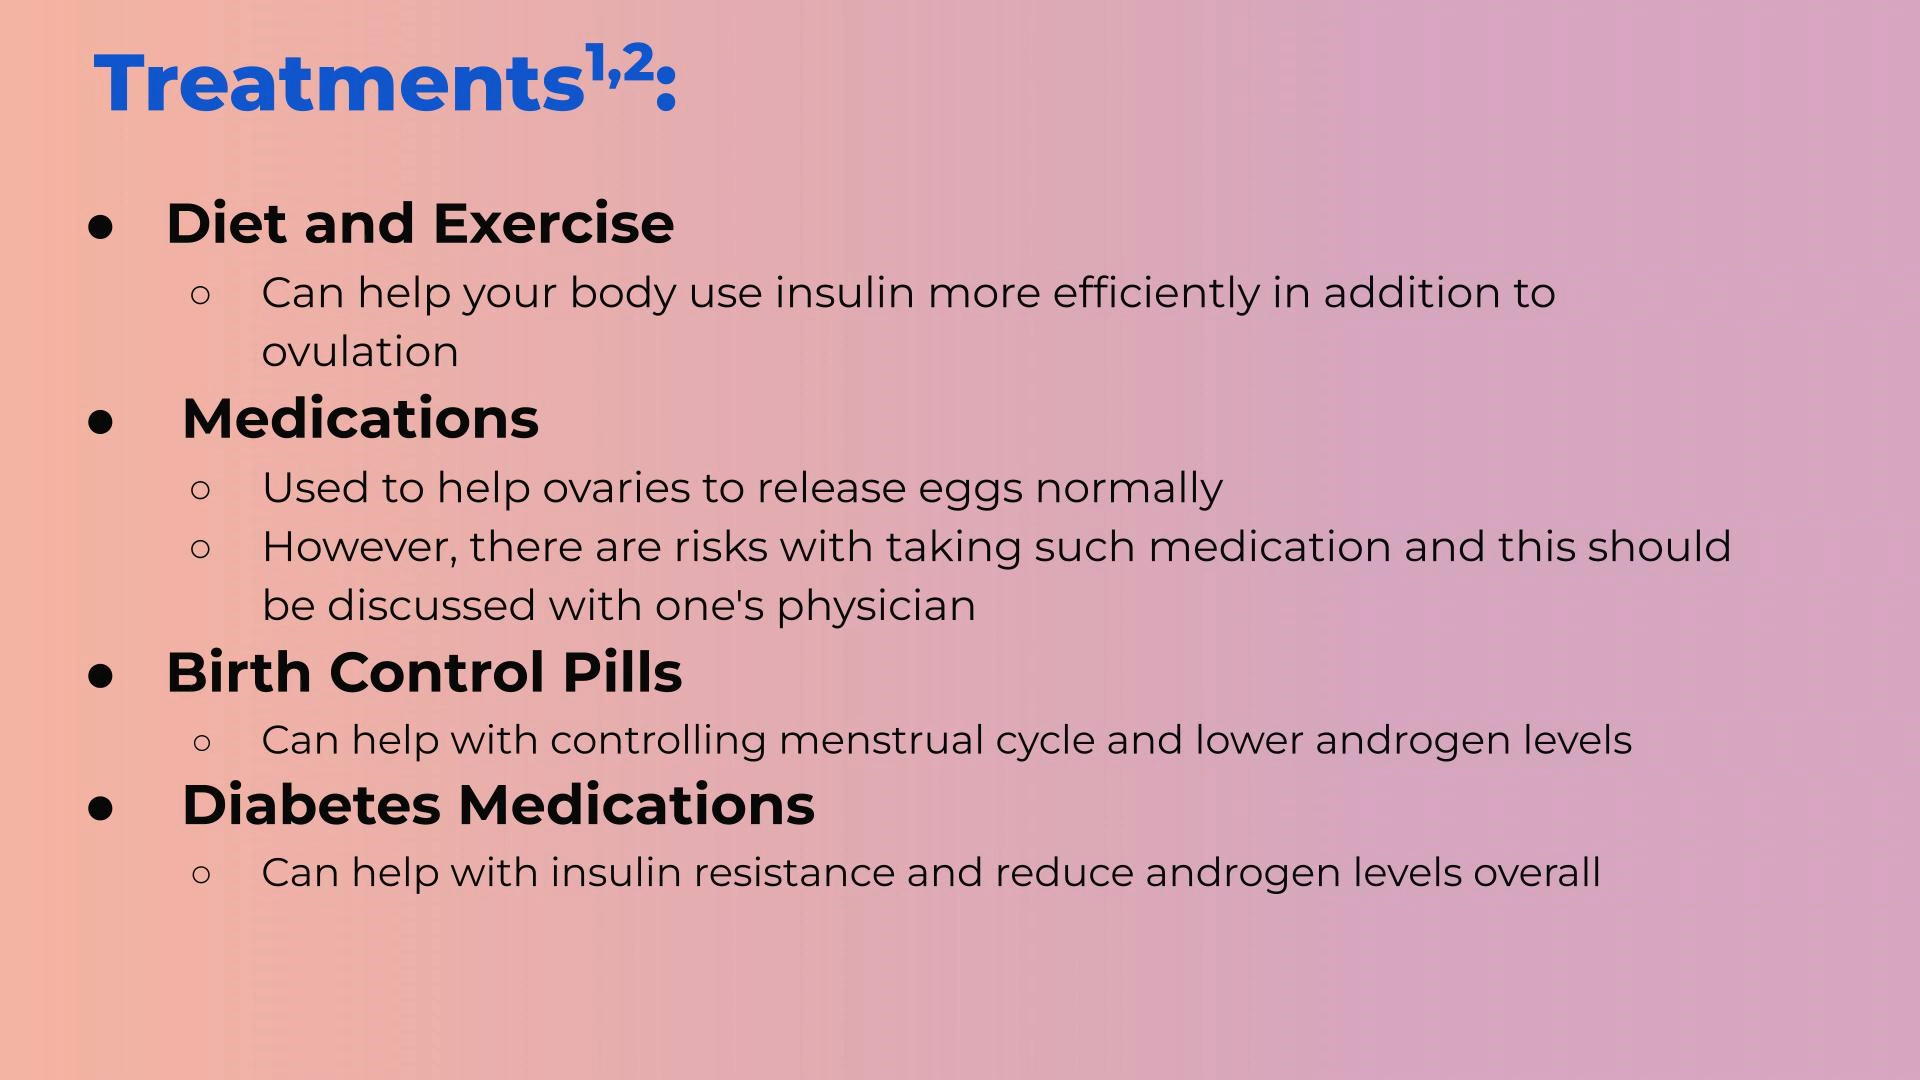 Treatments1,2:
● Diet and Exercise
○ Can help your body use insulin more efficiently in addition to
ovulation
● Medications
○ Used to help ovaries to release eggs normally
○ However, there are risks with taking such medication and this should
be discussed with one's physician
● Birth Control Pills
○ Can help with controlling menstrual cycle and lower androgen levels
● Diabetes Medications
○ Can help with insulin resistance and reduce androgen levels overall